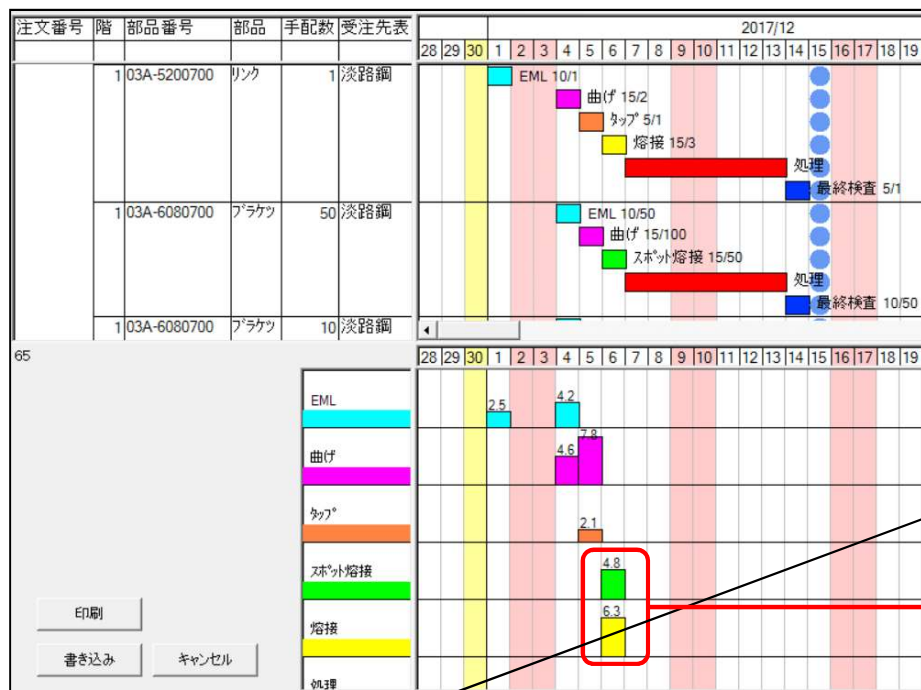 注文番号 階 部品番号 部品 手配数 受注先表
2017/12
28 29 30 1 2 3 4 5 6 7 8 9 10 11 12 13 14 15 16 17 18 19
1 03A-5200700 リンク 1 淡路鋼
EML 10/1
曲げ 15/2
タップ 5/1
熔接 15/3
処理
最終検査 5/1
1 03A-6080700 ブラケツ 50 淡路鋼
EML 10/50
曲げ 15/100
スポット熔接 15/50
処理
最終検査 10/50
1 03A-6080700 ブラケツ 10 淡路鋼
65
28 29 30 1 2 3 4 5 6 7 8 9 10 11 12 13 14 15 16 17 18 19
EML
2.5 4.2
曲げ
4.6 7.8
タップ
2.1
スポット熔接
4.8
熔接
6.3
処理
印刷
書き込み キャンセル